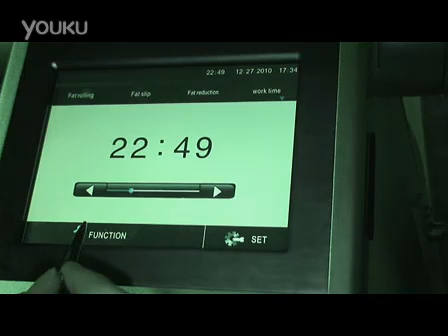 YOUKU
22:49 12 27 2010 17:34
Fat rolling Fat slip Fat reduction work time
22:49
FUNCTION SET